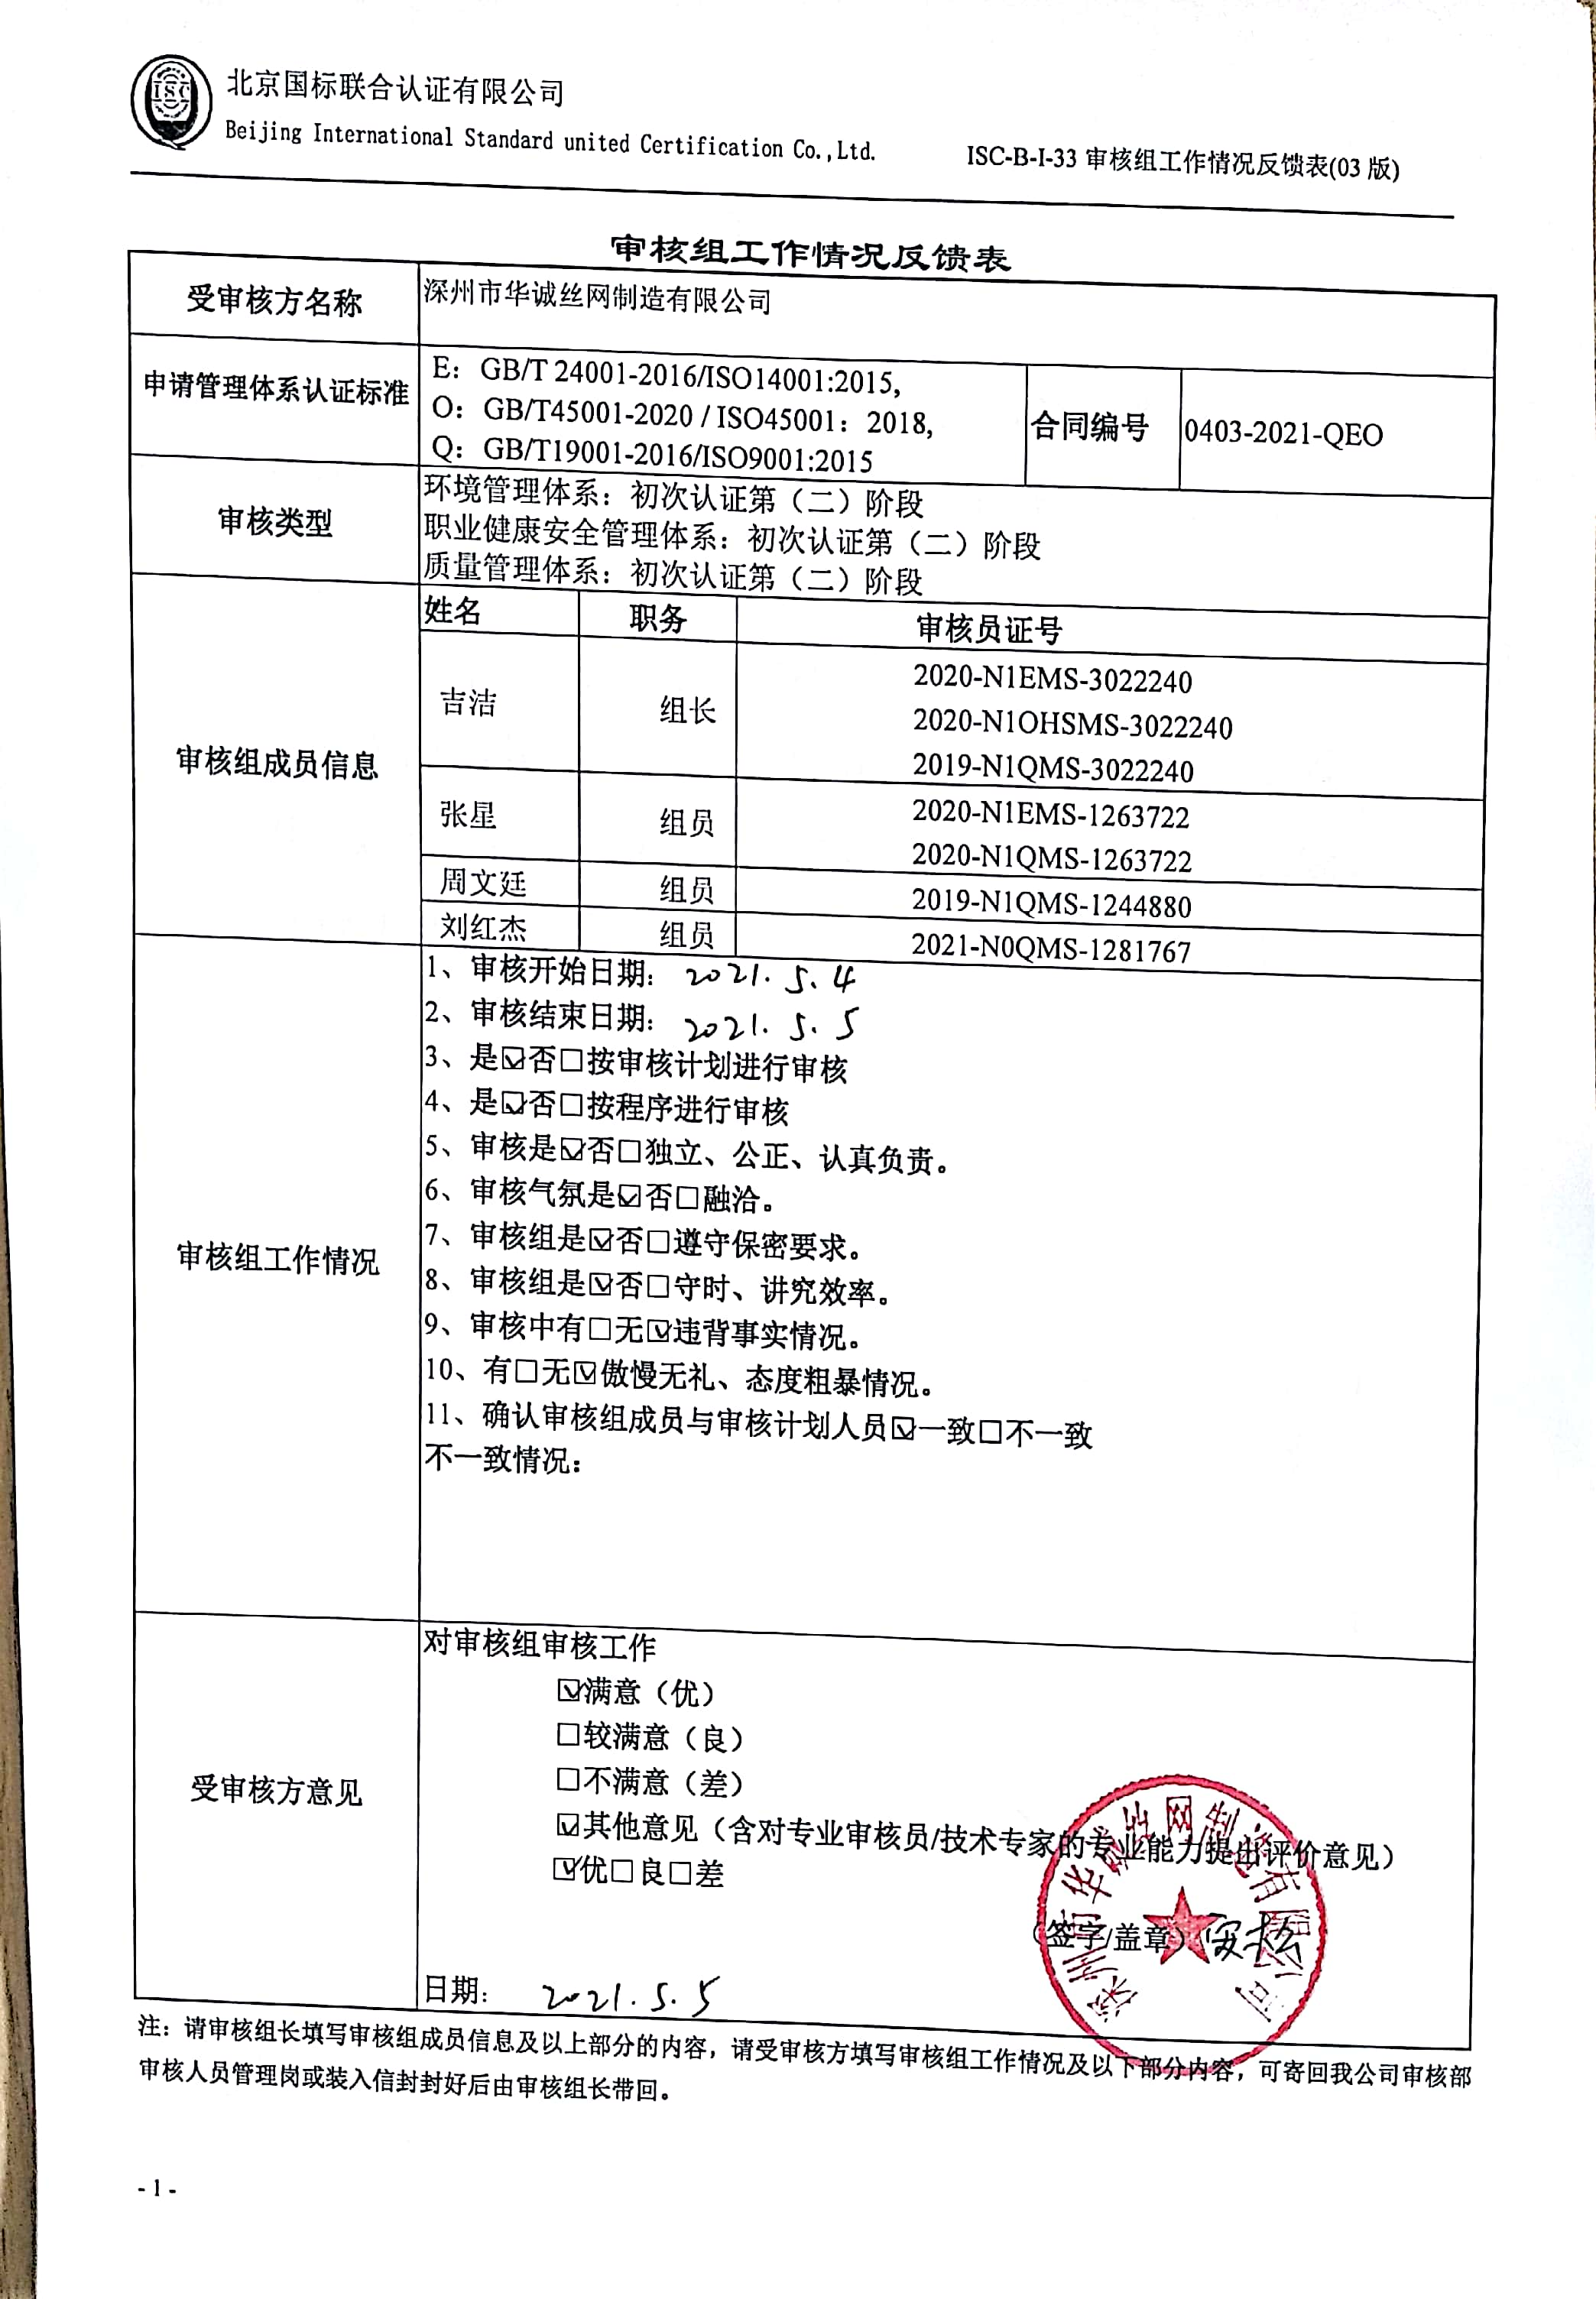 ISC
北京国标联合认证有限公司
Beijing International Standard united Certification Co.,Ltd.
ISC-B-I-33 审核组工作情况反馈表(03 版)
审核组工作情况反馈表
受审核方名称
深州市华诚丝网制造有限公司
申请管理体系认证标准
E：GB/T 24001-2016/ISO14001:2015,
O：GB/T45001-2020 / ISO45001：2018,
Q：GB/T19001-2016/ISO9001:2015
合同编号
0403-2021-QEO
审核类型
环境管理体系：初次认证第（二）阶段
职业健康安全管理体系：初次认证第（二）阶段
质量管理体系：初次认证第（二）阶段
审核组成员信息
姓名 职务 审核员证号
吉洁 组长 2020-N1EMS-3022240
2020-N1OHSMS-3022240
2019-N1QMS-3022240
张星 组员 2020-N1EMS-1263722
2020-N1QMS-1263722
周文廷 组员 2019-N1QMS-1244880
刘红杰 组员 2021-N0QMS-1281767
审核组工作情况
1、审核开始日期： 2021.5.4
2、审核结束日期： 2021.5.5
3、是☑否□按审核计划进行审核
4、是☑否□按程序进行审核
5、审核是☑否□独立、公正、认真负责。
6、审核气氛是☑否□融洽。
7、审核组是☑否□遵守保密要求。
8、审核组是☑否□守时、讲究效率。
9、审核中有□无☑违背事实情况。
10、有□无☑傲慢无礼、态度粗暴情况。
11、确认审核组成员与审核计划人员☑一致□不一致
不一致情况：
受审核方意见
对审核组审核工作
☑满意（优）
□较满意（良）
□不满意（差）
☑其他意见（含对专业审核员/技术专家的专业能力提出评价意见）
☑优□良□差
（签字/盖章）
深州市华诚丝网制造有限公司
日期： 2021.5.5
注：请审核组长填写审核组成员信息及以上部分的内容，请受审核方填写审核组工作情况及以下部分内容，可寄回我公司审核部
审核人员管理岗或装入信封封好后由审核组长带回。
- 1 -